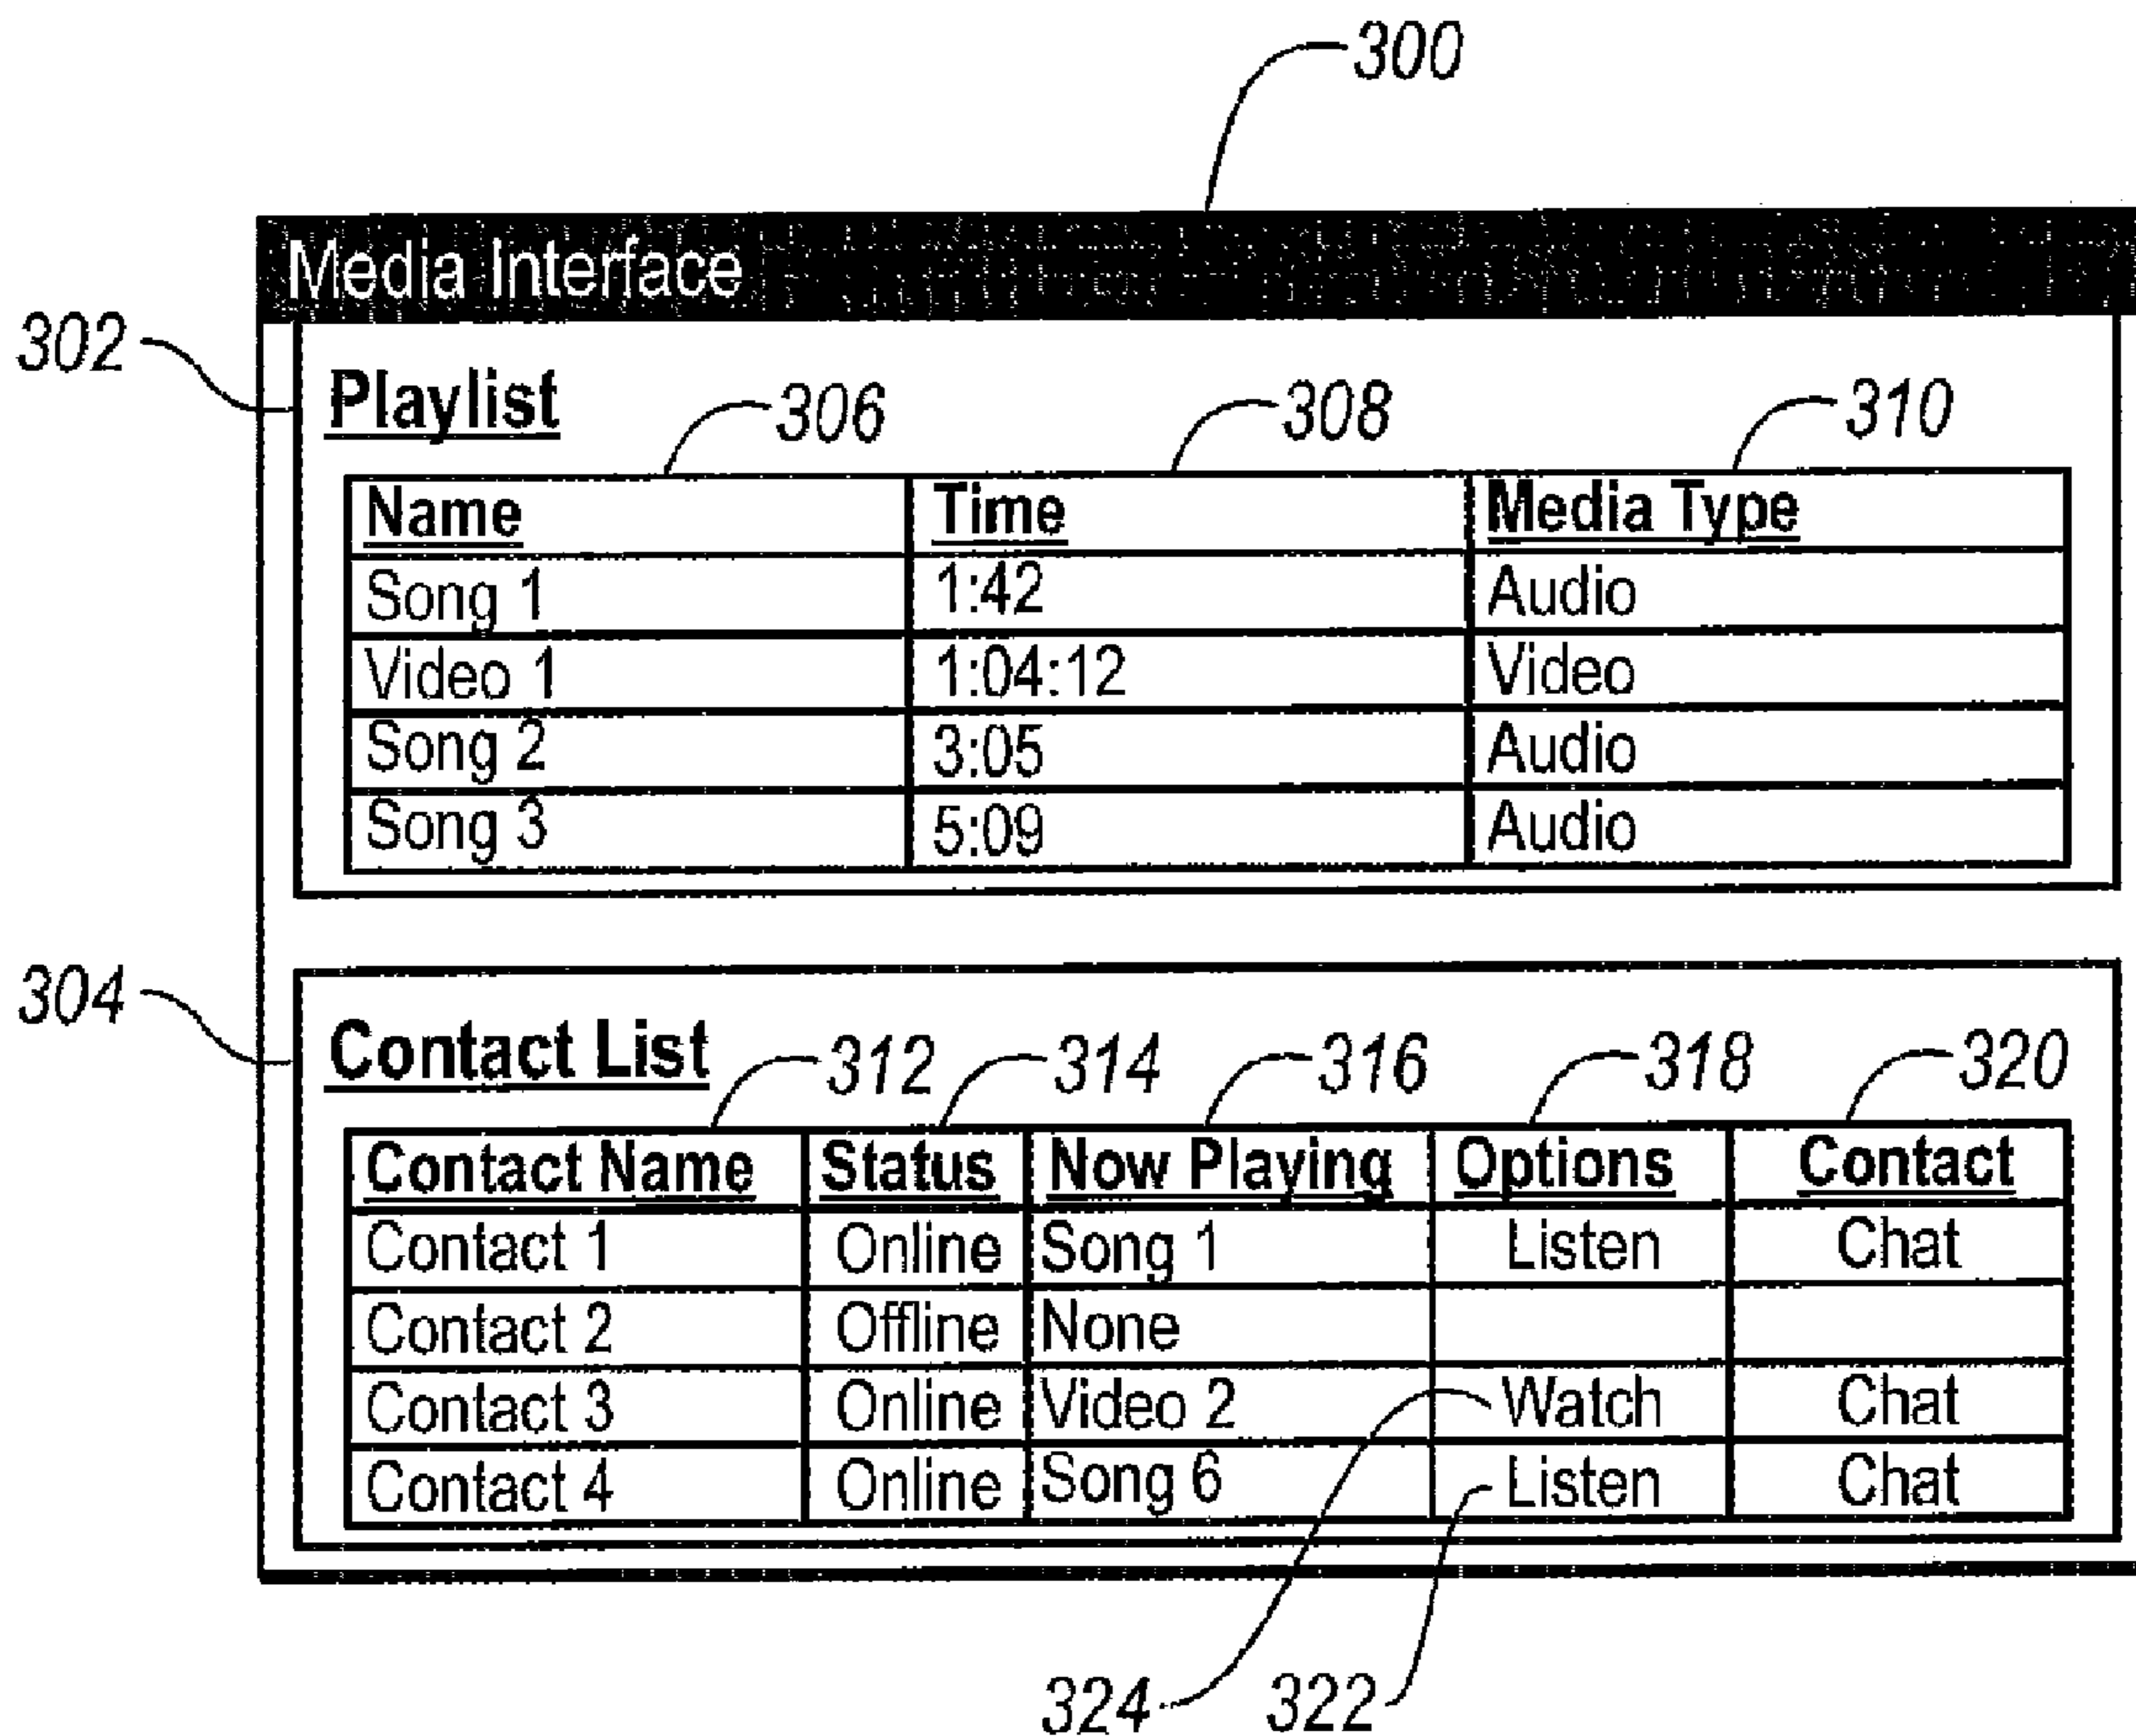 300
Media Interface
302
Playlist
306 308 310
Name Time Media Type
Song 1 1:42 Audio
Video 1 1:04:12 Video
Song 2 3:05 Audio
Song 3 5:09 Audio
304
Contact List
312 314 316 318 320
Contact Name Status Now Playing Options Contact
Contact 1 Online Song 1 Listen Chat
Contact 2 Offline None
Contact 3 Online Video 2 Watch Chat
Contact 4 Online Song 6 Listen Chat
324 322